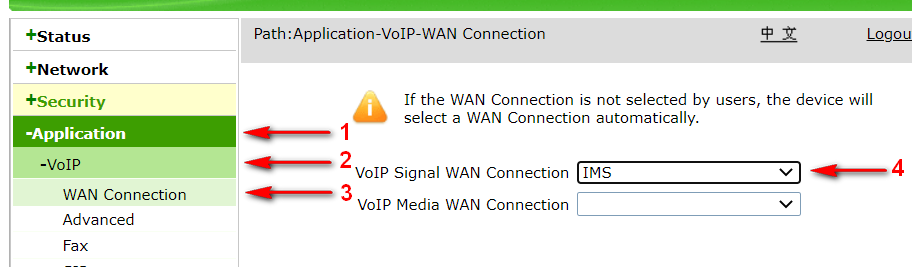 +Status
Path:Application-VoIP-WAN Connection
中 文
Logou
+Network
+Security
-Application
1
-VoIP
2
WAN Connection
3
Advanced
Fax
If the WAN Connection is not selected by users, the device will
select a WAN Connection automatically.
VoIP Signal WAN Connection IMS
4
VoIP Media WAN Connection